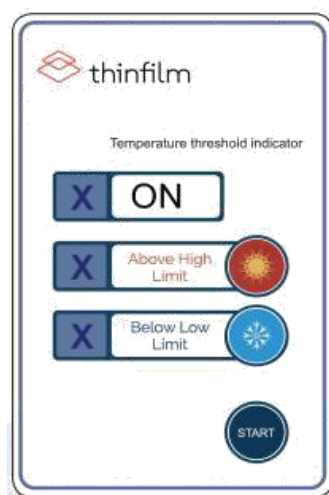 thinfilm
Temperature threshold indicator
X ON
X Above High
Limit
X Below Low
Limit
START